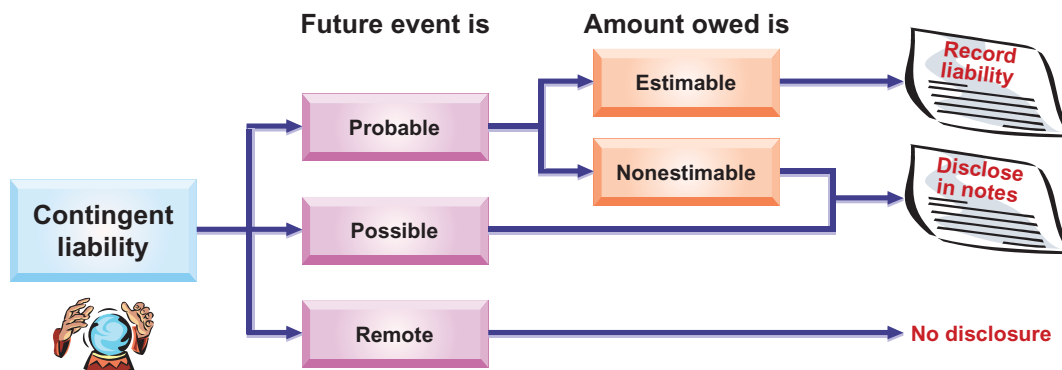 Future event is
Amount owed is
Contingent
liability
Probable
Possible
Remote
Estimable
Nonestimable
Record
liability
Disclose
in notes
No disclosure